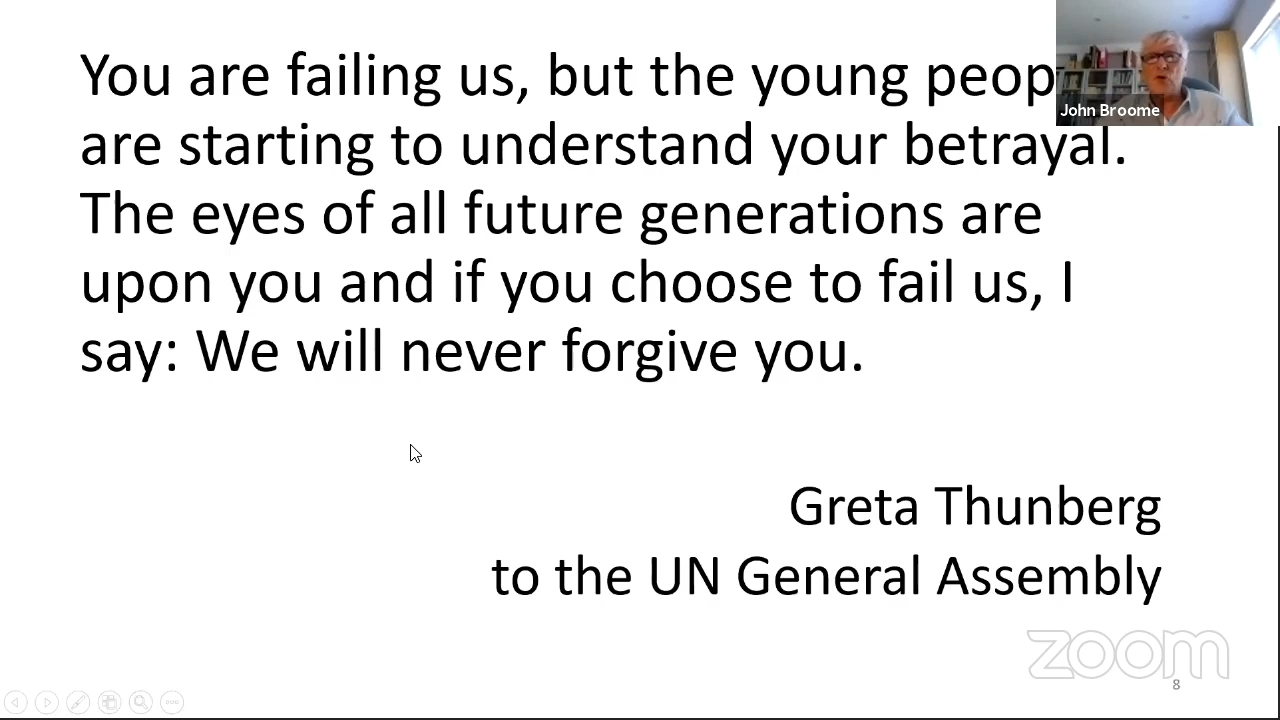 You are failing us, but the young peop
are starting to understand your betrayal.
The eyes of all future generations are
upon you and if you choose to fail us, I
say: We will never forgive you.
Greta Thunberg
to the UN General Assembly
John Broome
zoom
8